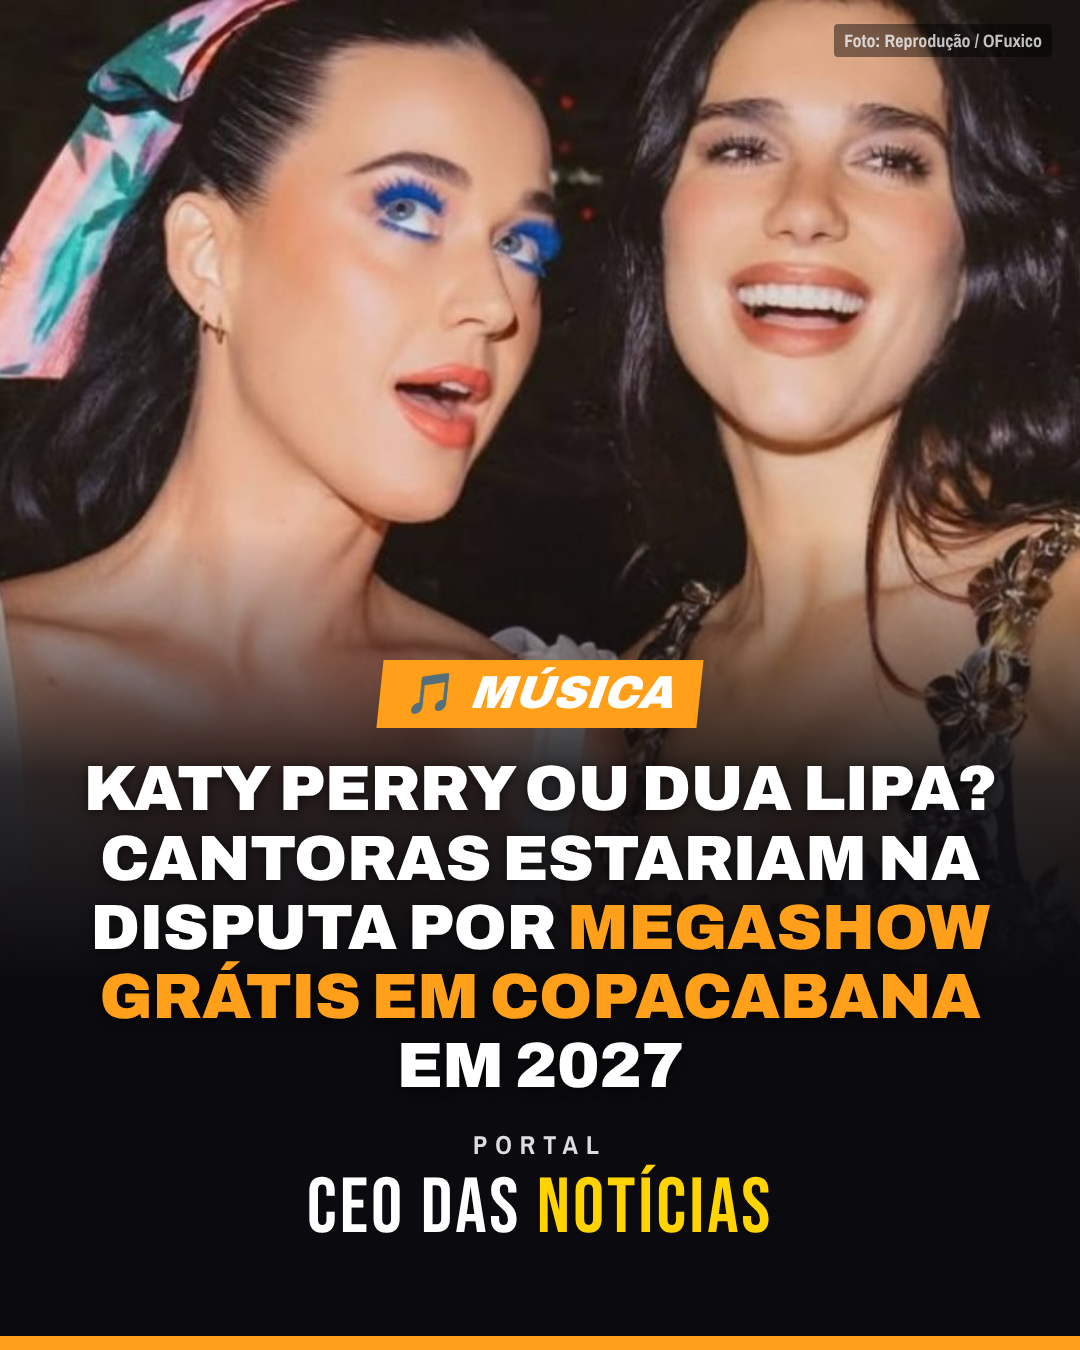 Foto: Reprodução / OFuxico
🎵 MÚSICA
KATY PERRY OU DUA LIPA?
CANTORAS ESTARIAM NA
DISPUTA POR MEGASHOW
GRÁTIS EM COPACABANA
EM 2027
PORTAL
CEO DAS NOTÍCIAS